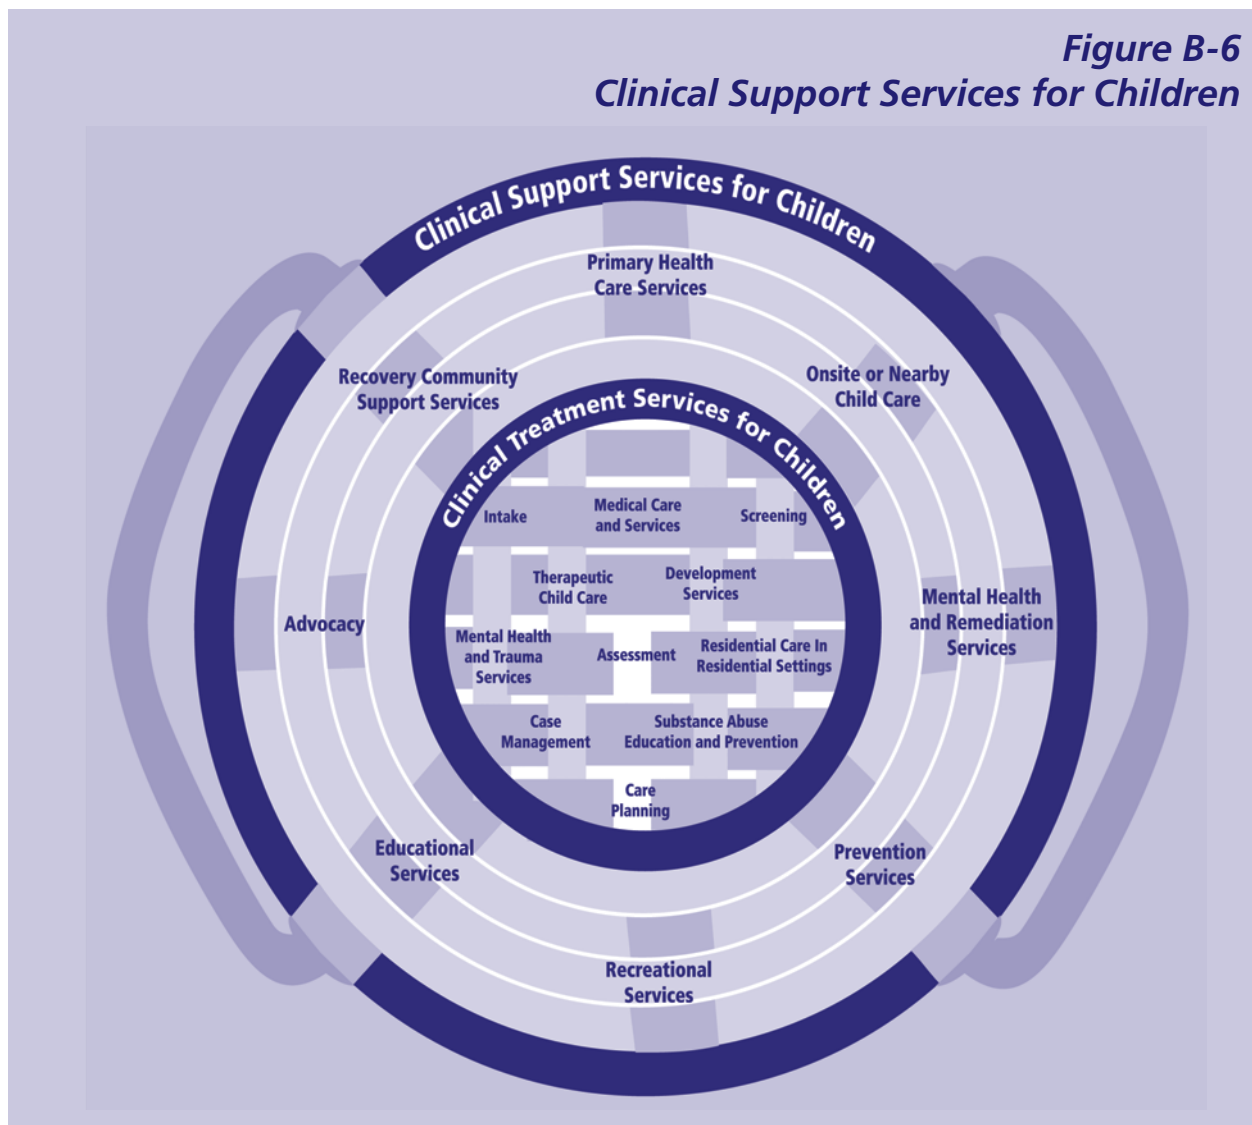 Figure B-6
Clinical Support Services for Children
Clinical Support Services for Children
Primary Health
Care Services
Recovery Community
Support Services
Onsite or Nearby
Child Care
Clinical Treatment Services for Children
Intake
Medical Care
and Services
Screening
Therapeutic
Child Care
Development
Services
Advocacy
Mental Health
and Trauma
Services
Assessment
Residential Care In
Residential Settings
Mental Health
and Remediation
Services
Case
Management
Substance Abuse
Education and Prevention
Care
Planning
Educational
Services
Prevention
Services
Recreational
Services